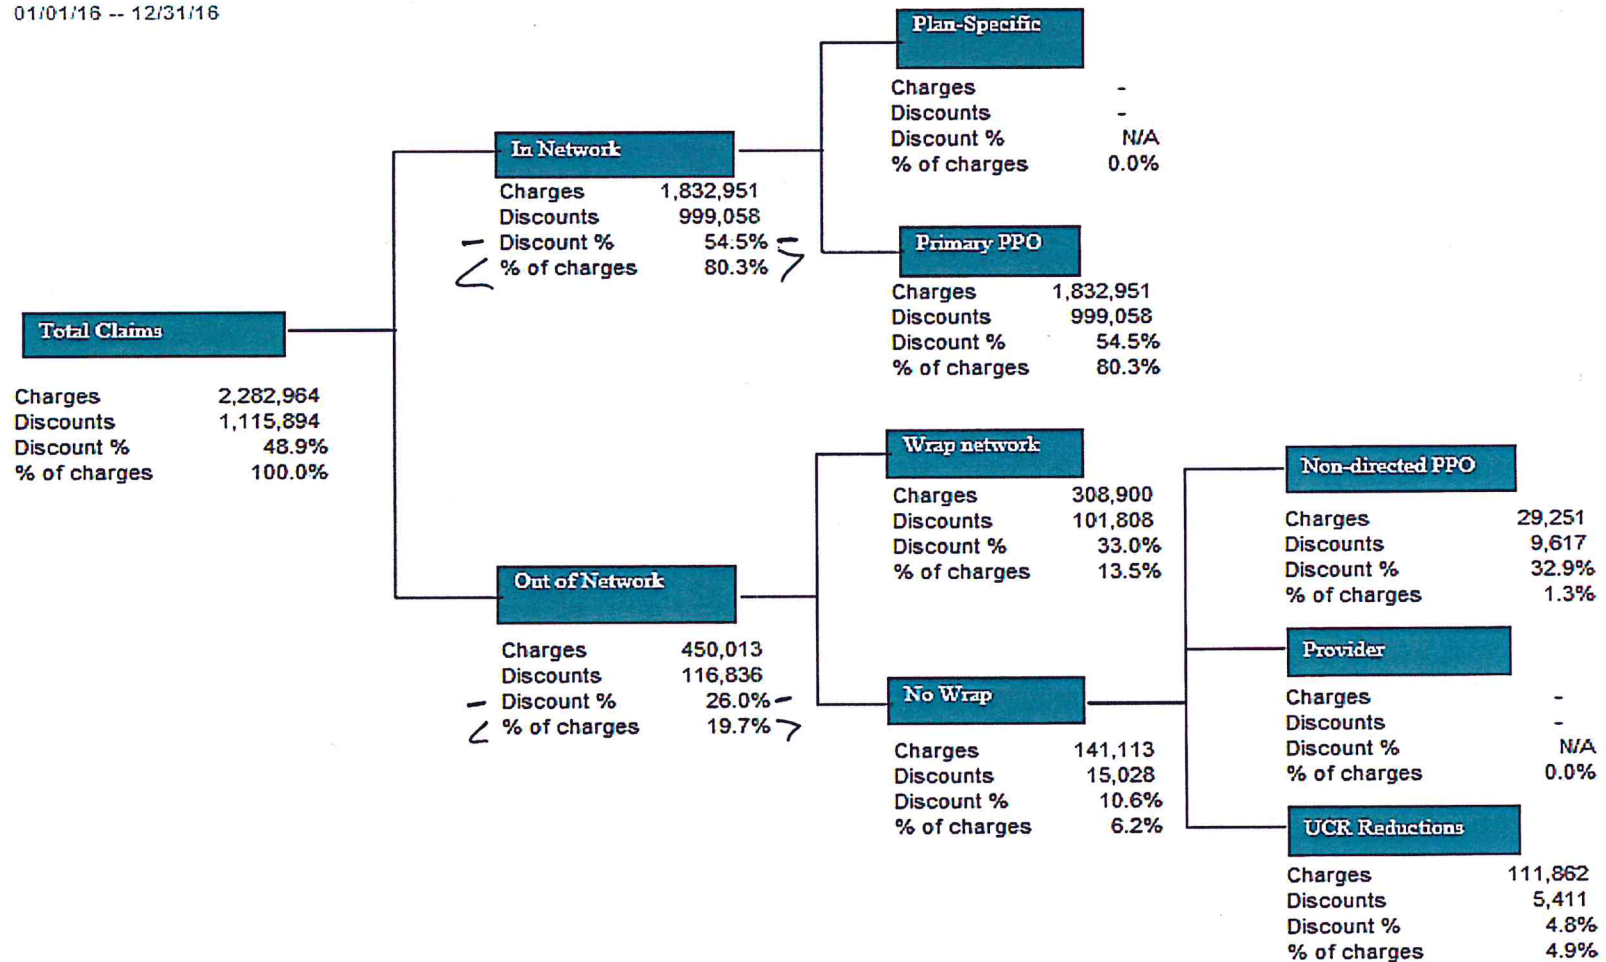 01/01/16 -- 12/31/16
Plan-Specific
Charges -
Discounts -
Discount % N/A
% of charges 0.0%
In Network
Charges 1,832,951
Discounts 999,058
Discount % 54.5%
% of charges 80.3%
Primary PPO
Charges 1,832,951
Discounts 999,058
Discount % 54.5%
% of charges 80.3%
Total Claims
Charges 2,282,964
Discounts 1,115,894
Discount % 48.9%
% of charges 100.0%
Wrap network
Charges 308,900
Discounts 101,808
Discount % 33.0%
% of charges 13.5%
Non-directed PPO
Charges 29,251
Discounts 9,617
Discount % 32.9%
% of charges 1.3%
Out of Network
Charges 450,013
Discounts 116,836
Discount % 26.0%
% of charges 19.7%
Provider
Charges -
Discounts -
Discount % N/A
% of charges 0.0%
No Wrap
Charges 141,113
Discounts 15,028
Discount % 10.6%
% of charges 6.2%
UCR Reductions
Charges 111,862
Discounts 5,411
Discount % 4.8%
% of charges 4.9%